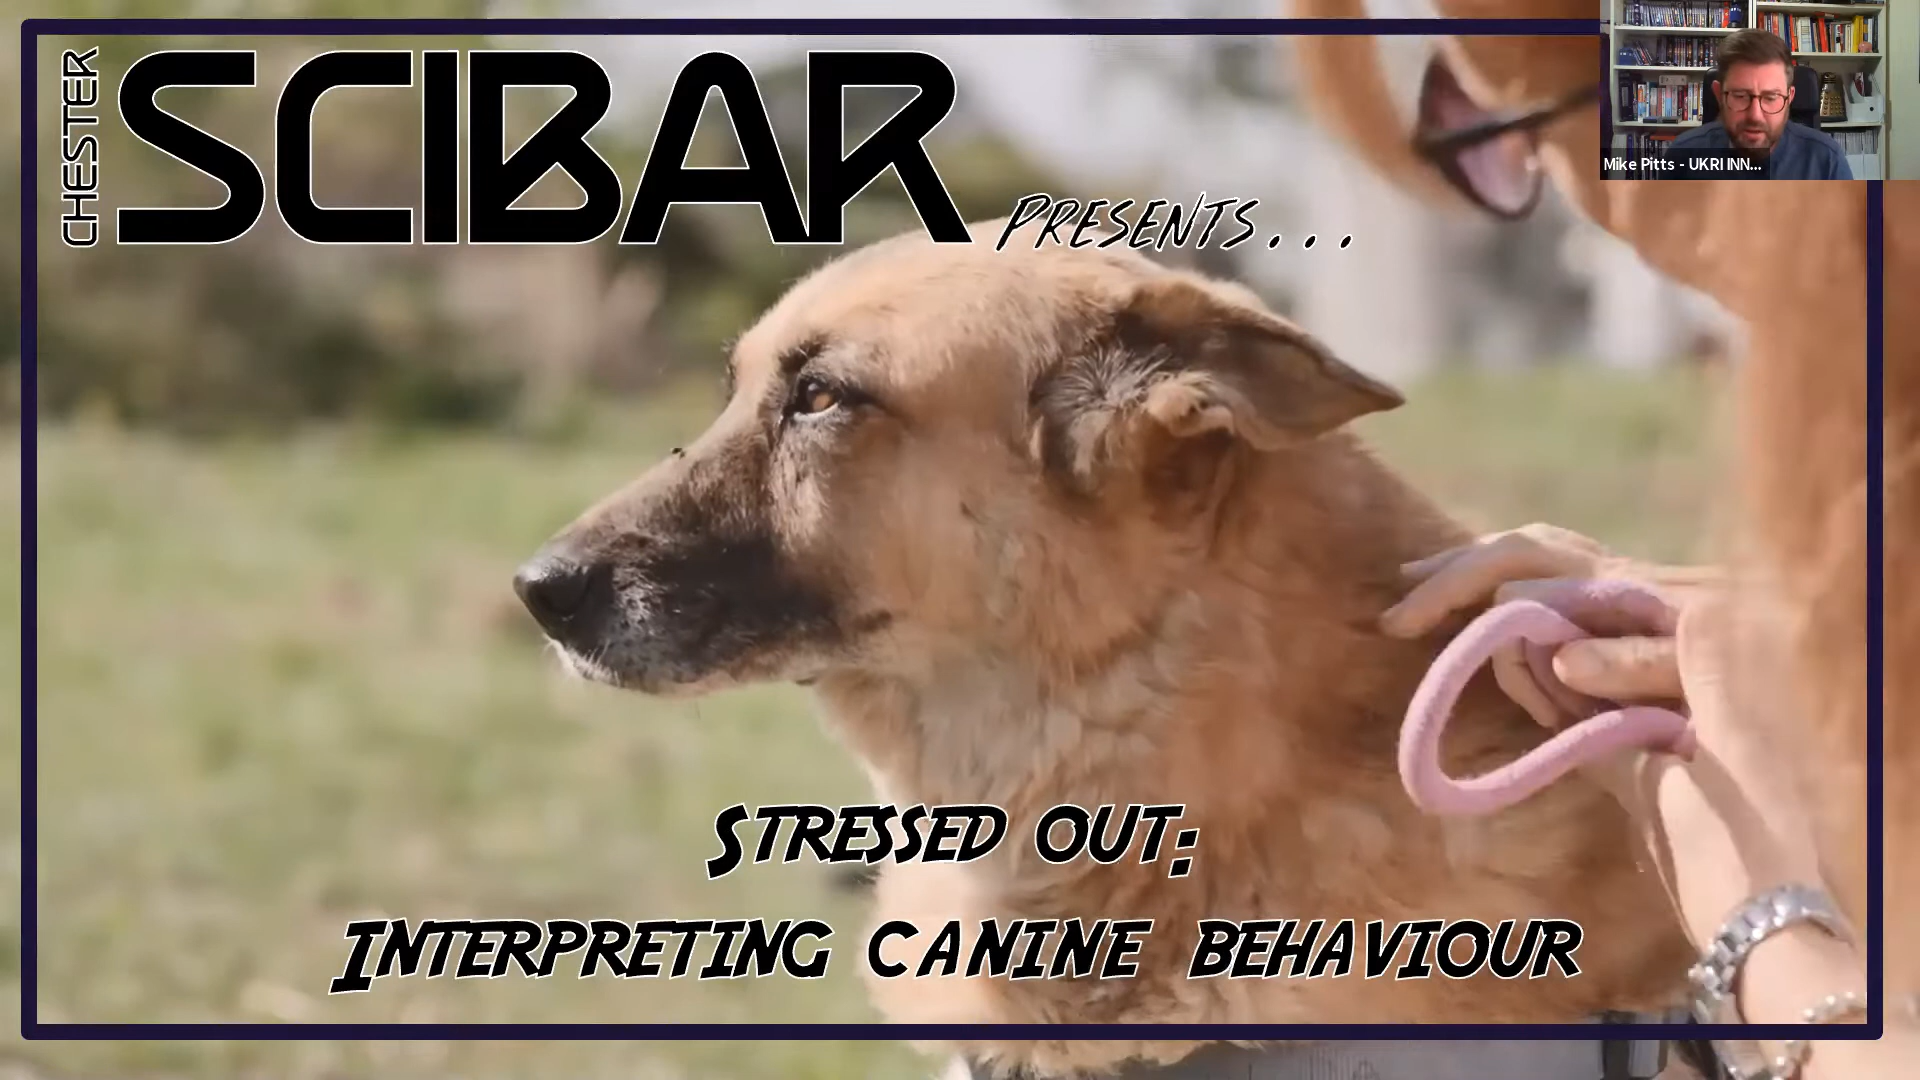 CHESTER
SCIBAR
PRESENTS...
Mike Pitts - UKRI INN...
STRESSED OUT:
INTERPRETING CANINE BEHAVIOUR